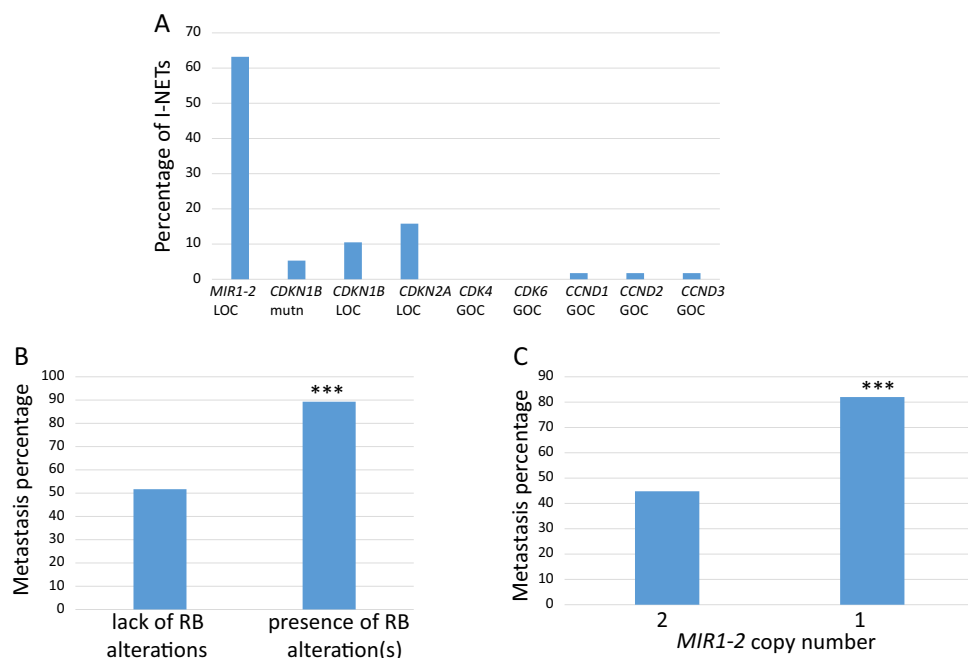 A
Percentage of I-NETs
70
60
50
40
30
20
10
0
MIR1-2 CDKN1B CDKN1B CDKN2A CDK4 CDK6 CCND1 CCND2 CCND3
LOC mutn LOC LOC GOC GOC GOC GOC GOC
B
Metastasis percentage
100
90
80
70
60
50
40
30
20
10
0
***
lack of RB presence of RB
alterations alteration(s)
C
Metastasis percentage
90
80
70
60
50
40
30
20
10
0
***
2 1
MIR1-2 copy number